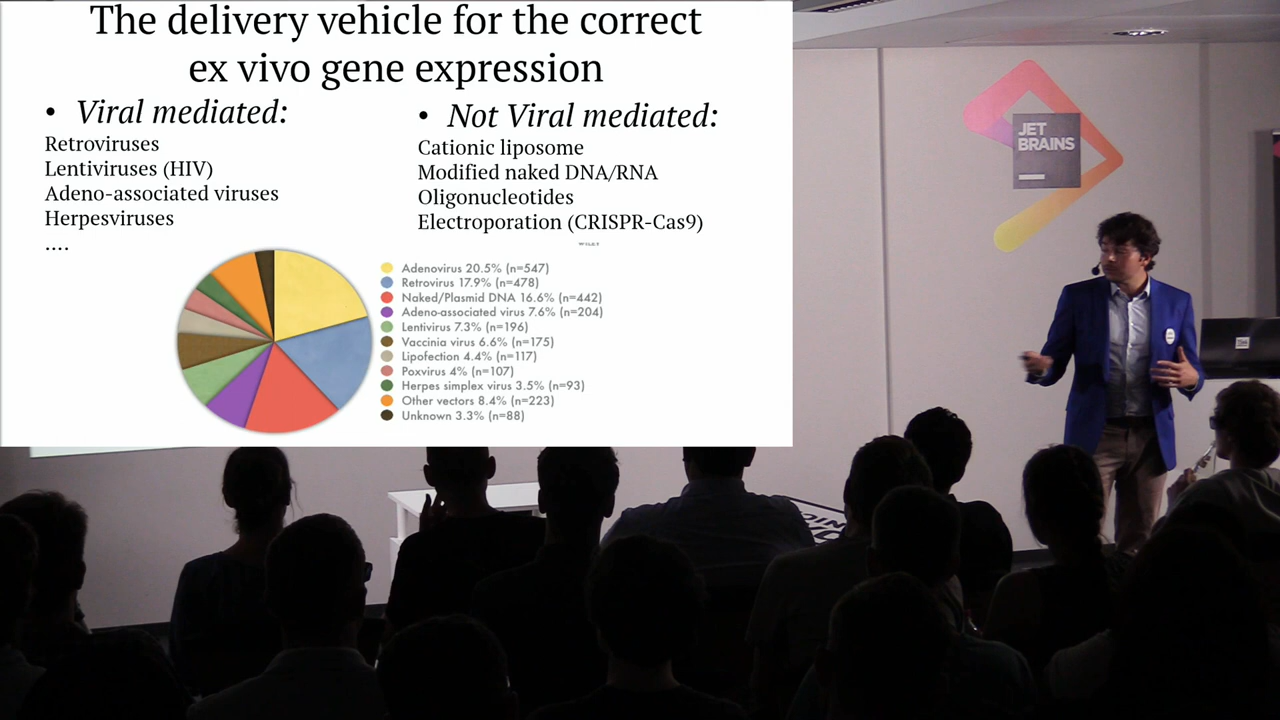 The delivery vehicle for the correct
ex vivo gene expression
• Viral mediated:
Retroviruses
Lentiviruses (HIV)
Adeno-associated viruses
Herpesviruses
....
• Not Viral mediated:
Cationic liposome
Modified naked DNA/RNA
Oligonucleotides
Electroporation (CRISPR-Cas9)
WILEY
Adenovirus 20.5% (n=547)
Retrovirus 17.9% (n=478)
Naked/Plasmid DNA 16.6% (n=442)
Adeno-associated virus 7.6% (n=204)
Lentivirus 7.3% (n=196)
Vaccinia virus 6.6% (n=175)
Lipofection 4.4% (n=117)
Poxvirus 4% (n=107)
Herpes simplex virus 3.5% (n=93)
Other vectors 8.4% (n=223)
Unknown 3.3% (n=88)
JET
BRAINS